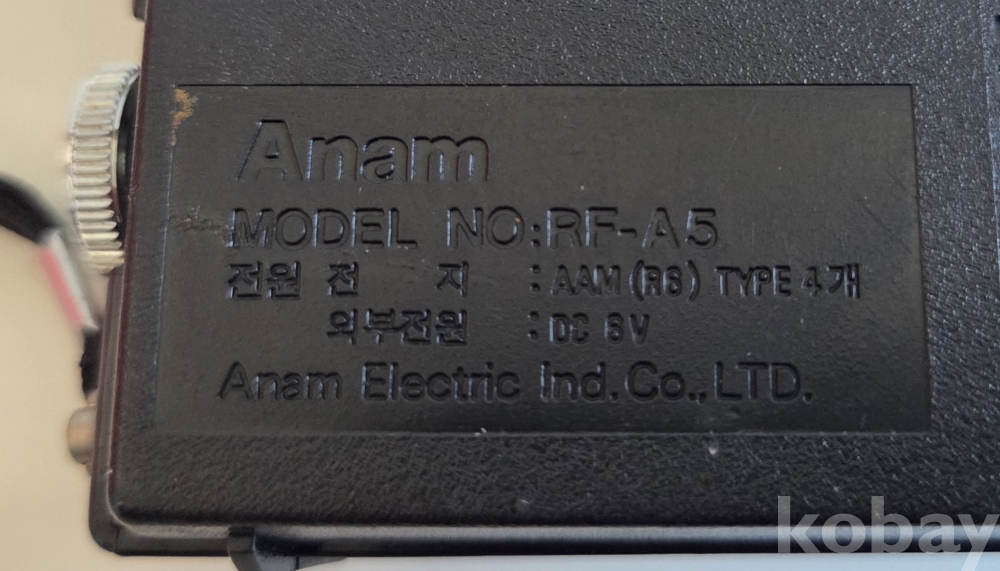 Anam
MODEL NO:RF-A5
전원 전 지 : AAM (R6) TYPE 4개
외부전원 : DC 6V
Anam Electric Ind. Co., LTD.
kobay